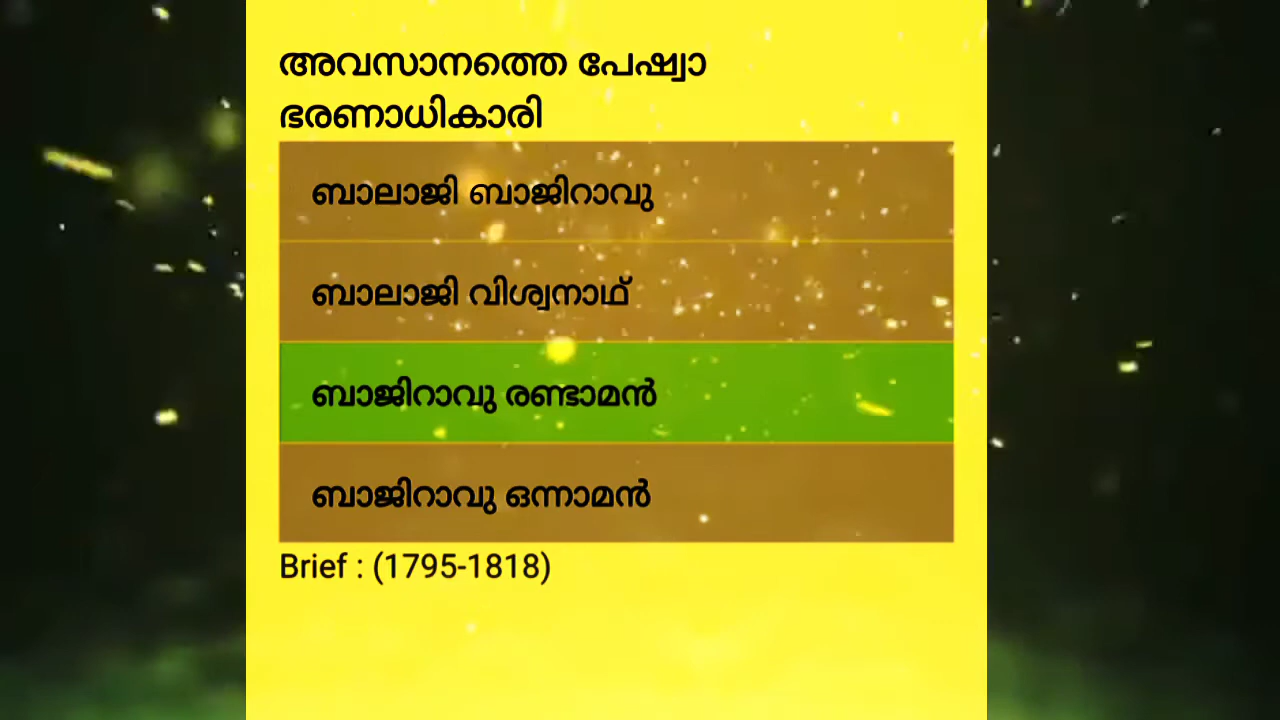 അവസാനത്തെ പേഷ്വാ
ഭരണാധികാരി
ബാലാജി ബാജിറാവു
ബാലാജി വിശ്വനാഥ്
ബാജിറാവു രണ്ടാമൻ
ബാജിറാവു ഒന്നാമൻ
Brief : (1795-1818)